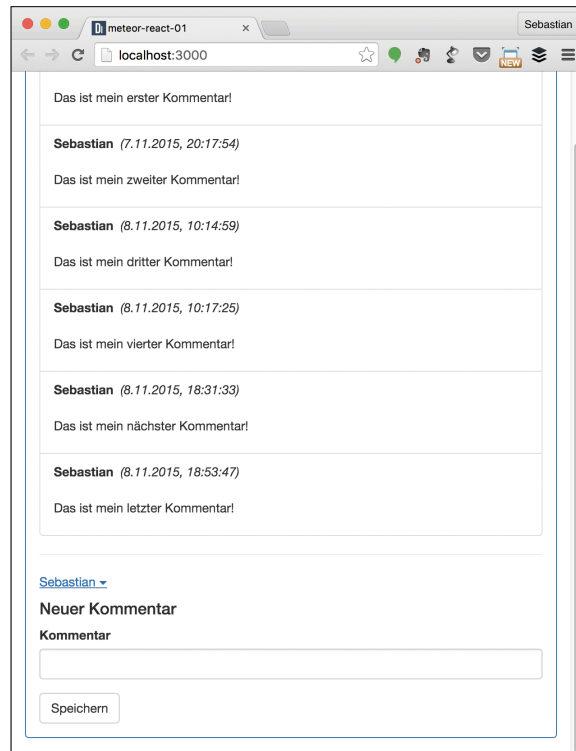 meteor-react-01
Sebastian
localhost:3000
NEW
Das ist mein erster Kommentar!
Sebastian (7.11.2015, 20:17:54)
Das ist mein zweiter Kommentar!
Sebastian (8.11.2015, 10:14:59)
Das ist mein dritter Kommentar!
Sebastian (8.11.2015, 10:17:25)
Das ist mein vierter Kommentar!
Sebastian (8.11.2015, 18:31:33)
Das ist mein nächster Kommentar!
Sebastian (8.11.2015, 18:53:47)
Das ist mein letzter Kommentar!
Sebastian
Neuer Kommentar
Kommentar
Speichern